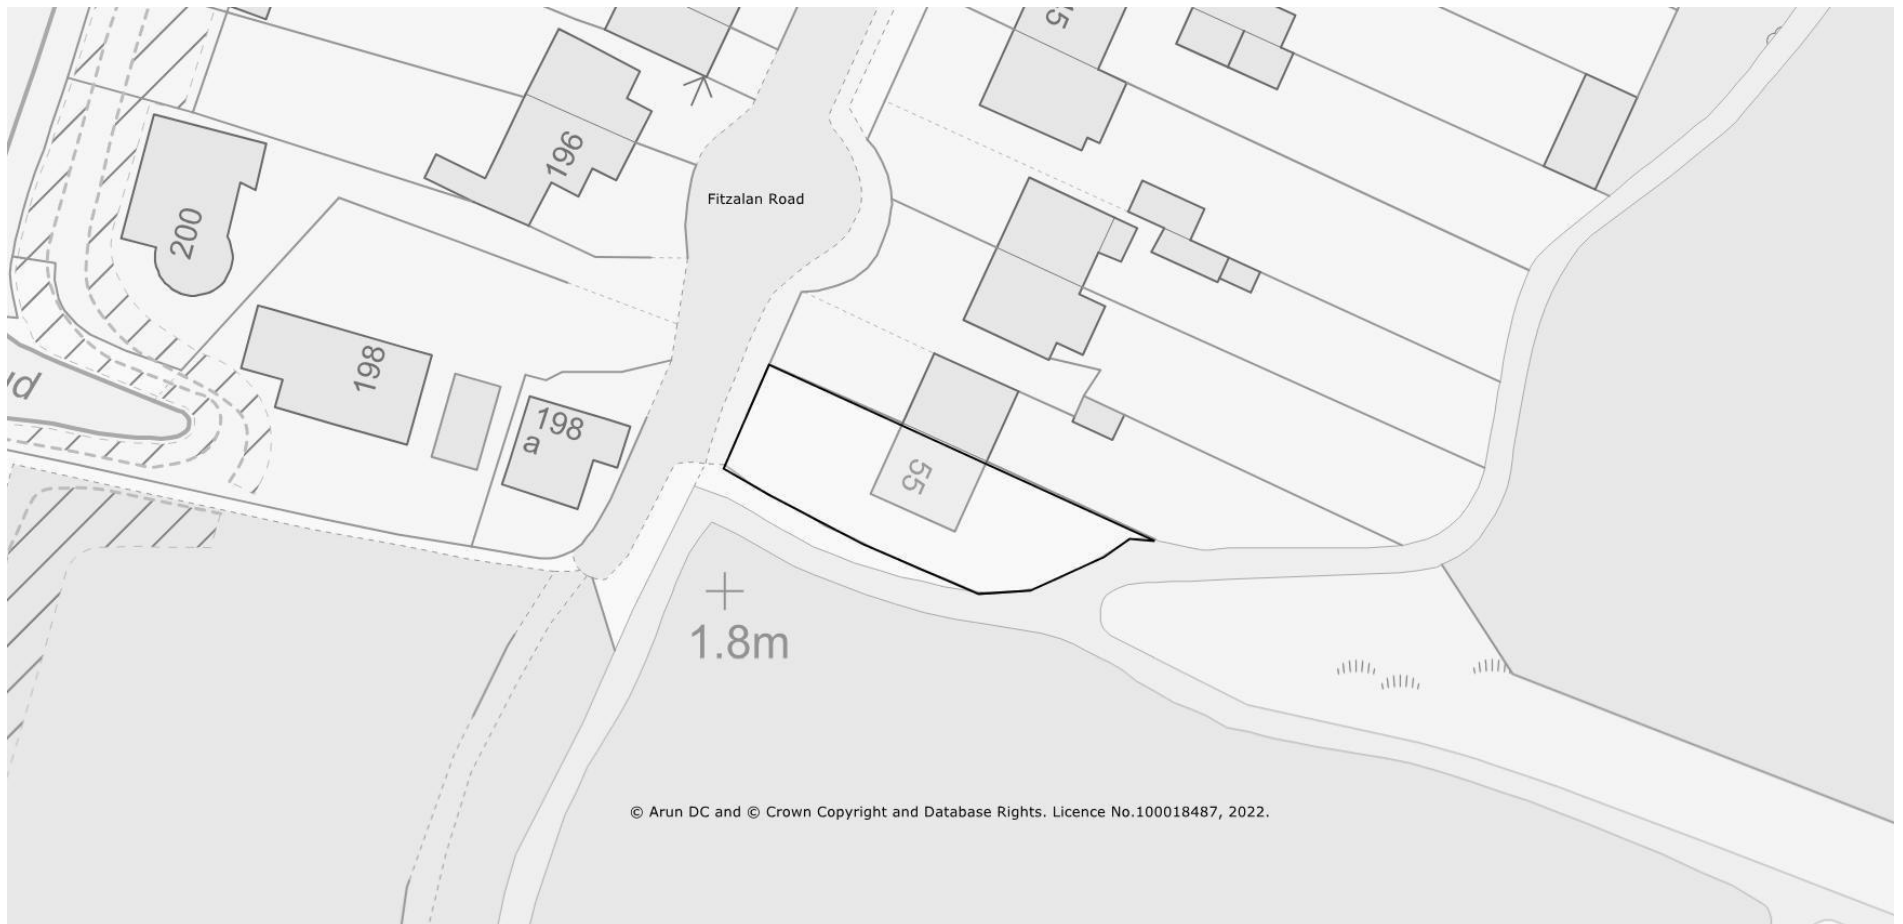 196
Fitzalan Road
200
198
198
a
55
1.8m
© Arun DC and © Crown Copyright and Database Rights. Licence No.100018487, 2022.